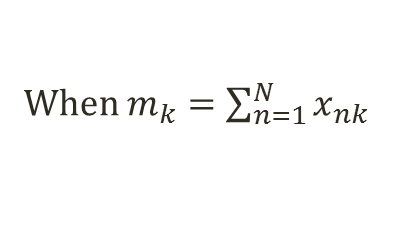 When $m_k = \sum_{n=1}^{N} x_{nk}$